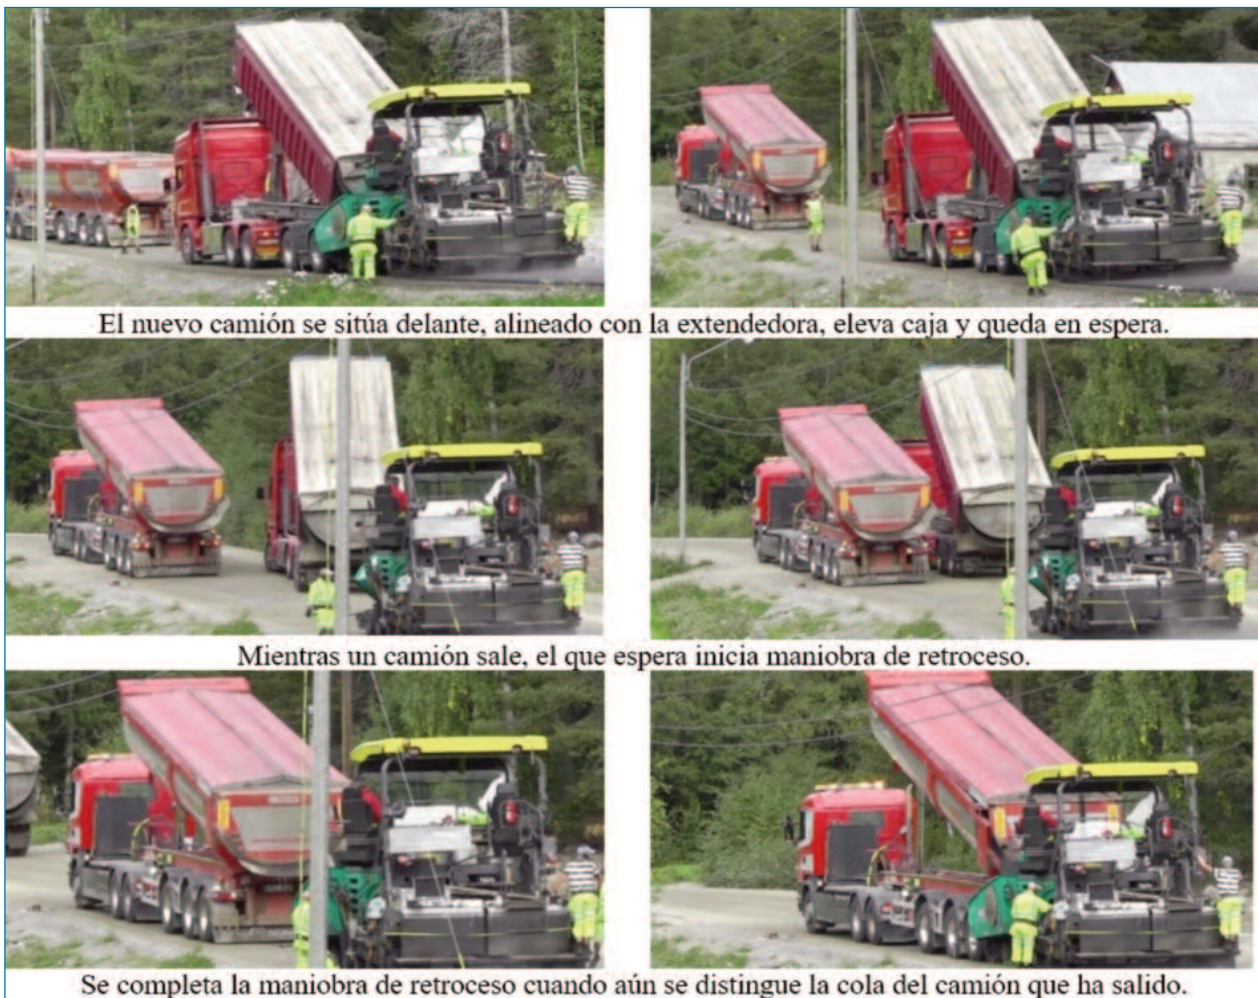 El nuevo camión se sitúa delante, alineado con la extendedora, eleva caja y queda en espera.
Mientras un camión sale, el que espera inicia maniobra de retroceso.
Se completa la maniobra de retroceso cuando aún se distingue la cola del camión que ha salido.